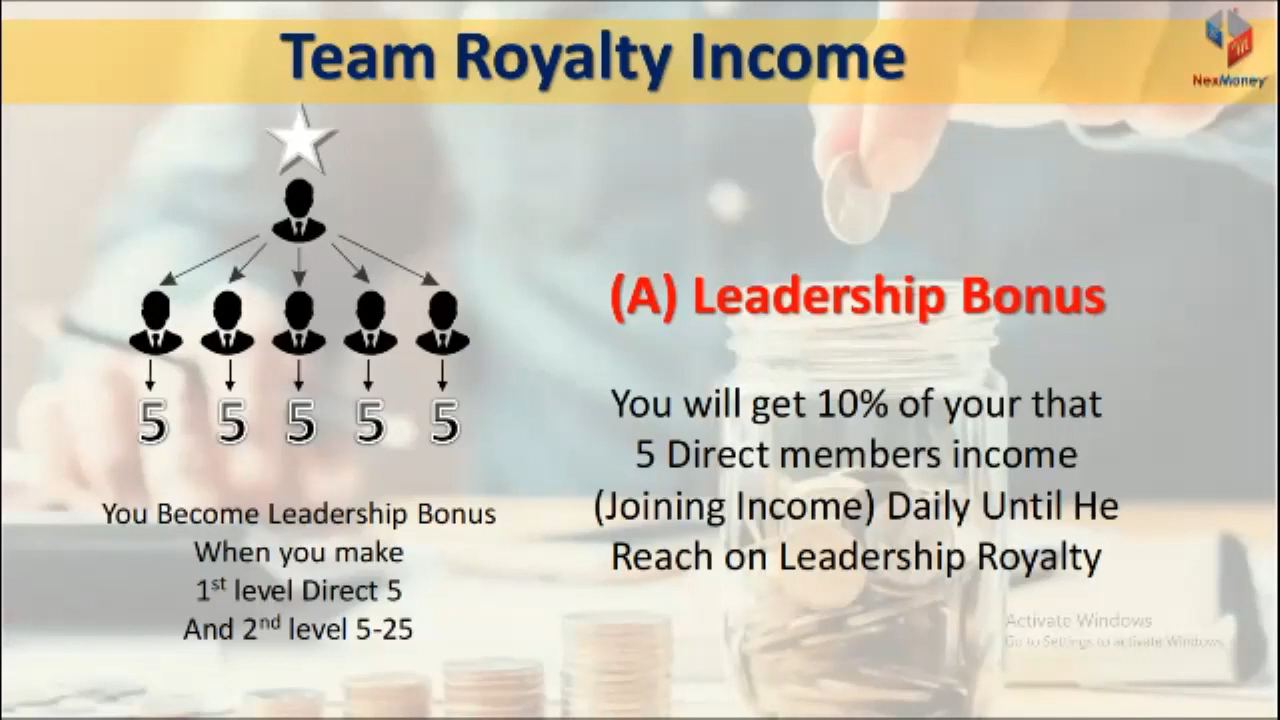 Team Royalty Income
NexMoney
5 5 5 5 5
You Become Leadership Bonus
When you make
1st level Direct 5
And 2nd level 5-25
(A) Leadership Bonus
You will get 10% of your that
5 Direct members income
(Joining Income) Daily Until He
Reach on Leadership Royalty
Activate Windows
Go to Settings to activate Windows.